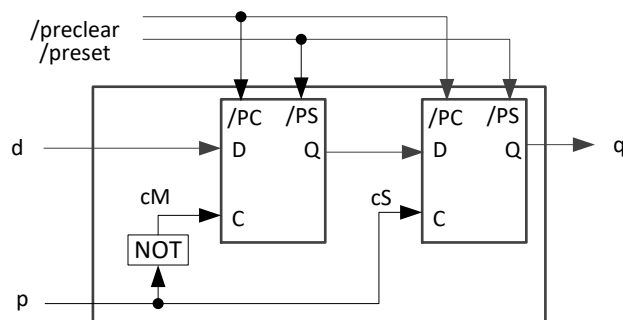 /preclear
/preset
/PC /PS
/PC /PS
d
D Q
D Q
q
cM
cS
C
C
NOT
p